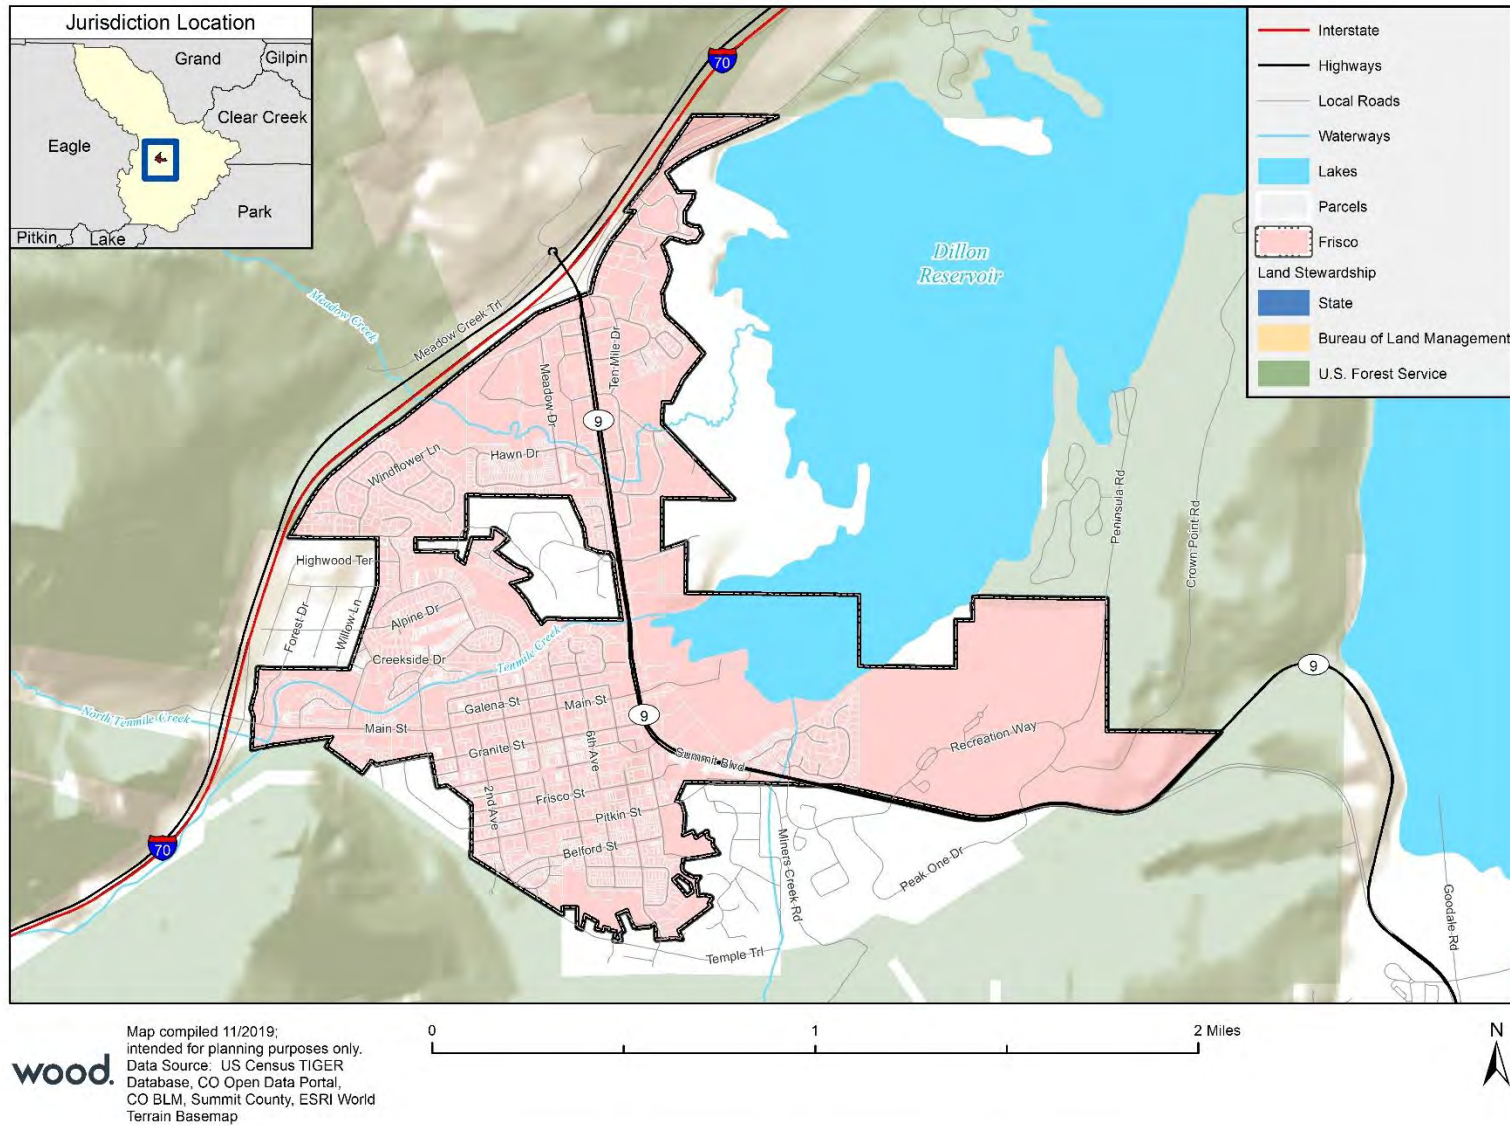 Jurisdiction Location
Grand
Gilpin
Clear Creek
Eagle
Park
Pitkin
Lake
70
Interstate
Highways
Local Roads
Waterways
Lakes
Parcels
Frisco
Land Stewardship
State
Bureau of Land Management
U.S. Forest Service
Dillon
Reservoir
Meadow Creek
Meadow Creek Trl
Ten Mile Dr
Meadow Dr
9
Windflower Ln
Hawn Dr
Peninsula Rd
Crown Point Rd
Highwood Ter
Forest Dr
Willow Ln
Alpine Dr
Creekside Dr
Tenmile Creek
9
North Tenmile Creek
Main St
Galena St
Main St
9
Granite St
6th Ave
Summit Blvd
Recreation Way
2nd Ave
Frisco St
Pitkin St
Belford St
70
Miners Creek Rd
Peak One Dr
Goodale Rd
Temple Trl
wood.
Map compiled 11/2019;
intended for planning purposes only.
Data Source: US Census TIGER
Database, CO Open Data Portal,
CO BLM, Summit County, ESRI World
Terrain Basemap
0
1
2 Miles
N